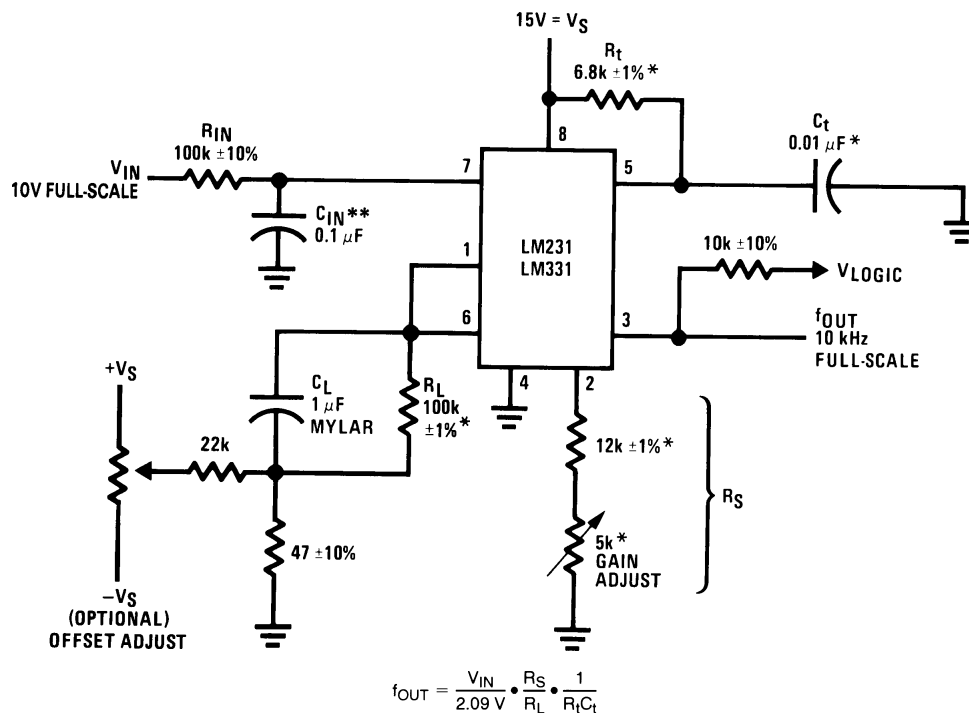 15V = VS
Rt
6.8k ±1% *
Ct
0.01 µF *
RIN
100k ±10%
VIN
10V FULL-SCALE
8
7
5
CIN**
0.1 µF
1
LM231
LM331
10k ±10%
VLOGIC
6
3
fOUT
10 kHz
FULL-SCALE
4
2
+VS
CL
1 µF
MYLAR
RL
100k
±1% *
22k
12k ±1% *
RS
47 ±10%
5k*
GAIN
ADJUST
−VS
(OPTIONAL)
OFFSET ADJUST
fOUT = VIN / 2.09 V • RS / RL • 1 / RtCt